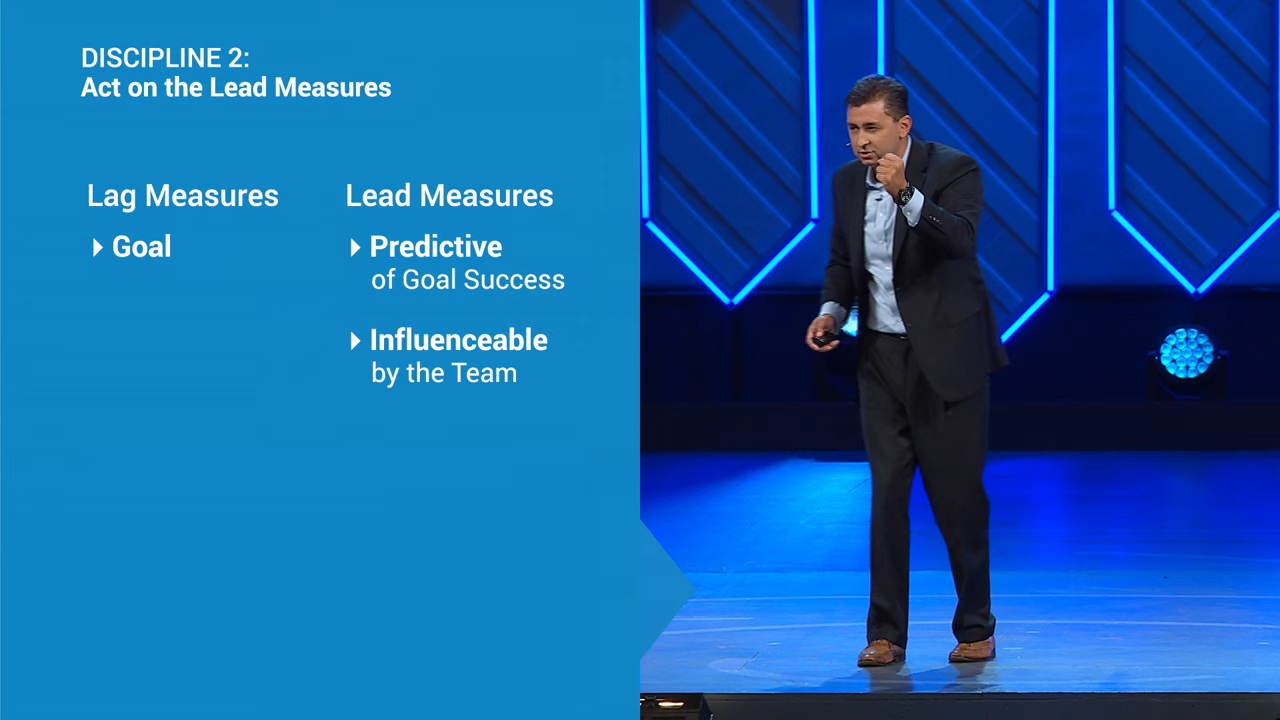 DISCIPLINE 2:
Act on the Lead Measures
Lag Measures
Goal
Lead Measures
Predictive
of Goal Success
Influenceable
by the Team